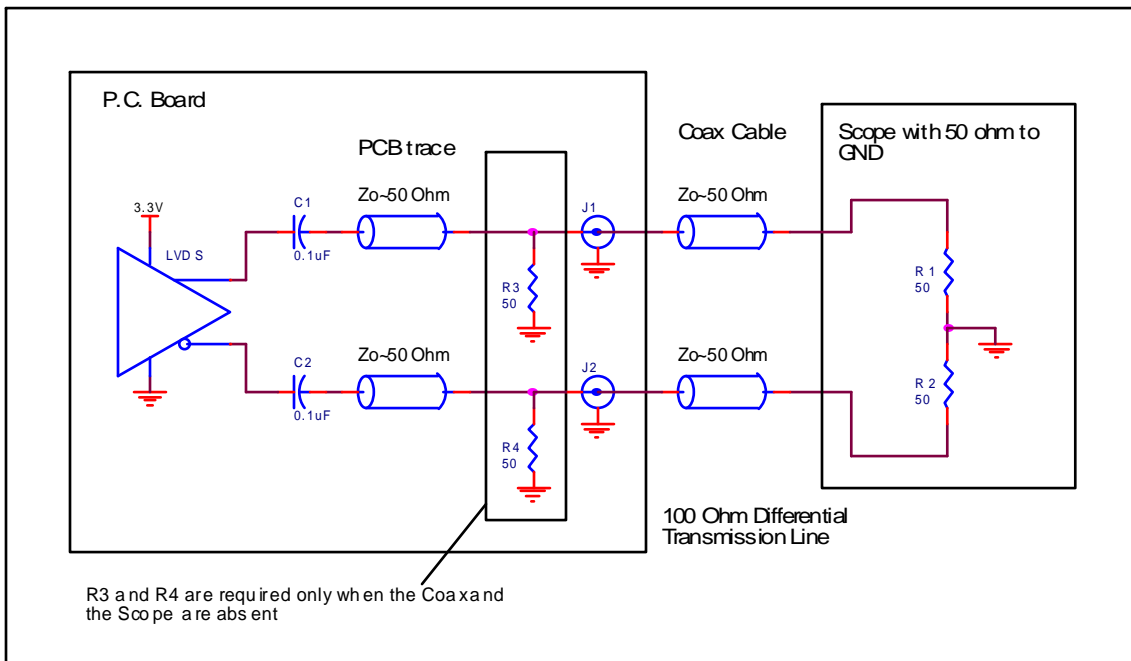 P.C. Board
PCB trace
Coax Cable
Scope with 50 ohm to
GND
Zo~50 Ohm
Zo~50 Ohm
3.3V
C1
J1
LVDS
0.1uF
R3
50
R1
50
Zo~50 Ohm
Zo~50 Ohm
C2
J2
0.1uF
R2
50
R4
50
100 Ohm Differential
Transmission Line
R3 and R4 are required only when the Coax and
the Scope are absent